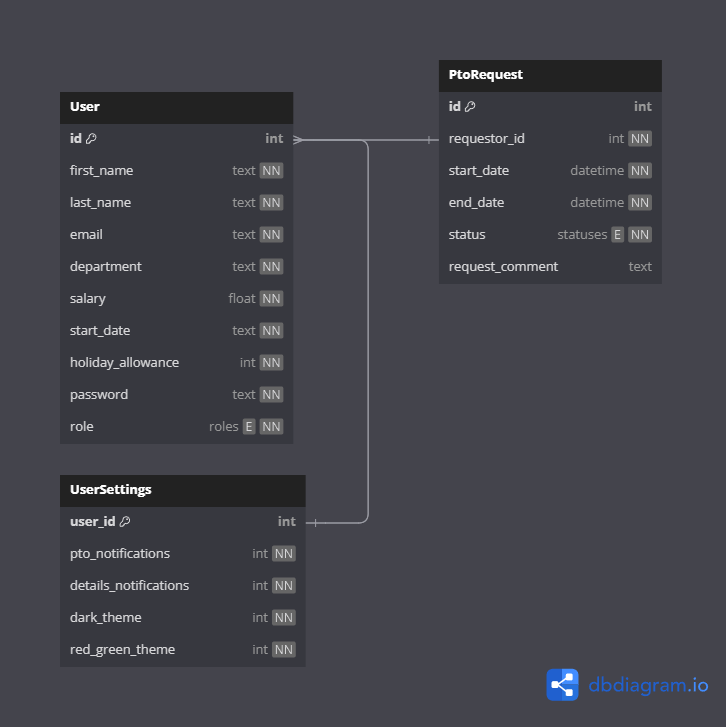 User
id int
first_name text NN
last_name text NN
email text NN
department text NN
salary float NN
start_date text NN
holiday_allowance int NN
password text NN
role roles E NN
PtoRequest
id int
requestor_id int NN
start_date datetime NN
end_date datetime NN
status statuses E NN
request_comment text
UserSettings
user_id int
pto_notifications int NN
details_notifications int NN
dark_theme int NN
red_green_theme int NN
dbdiagram.io